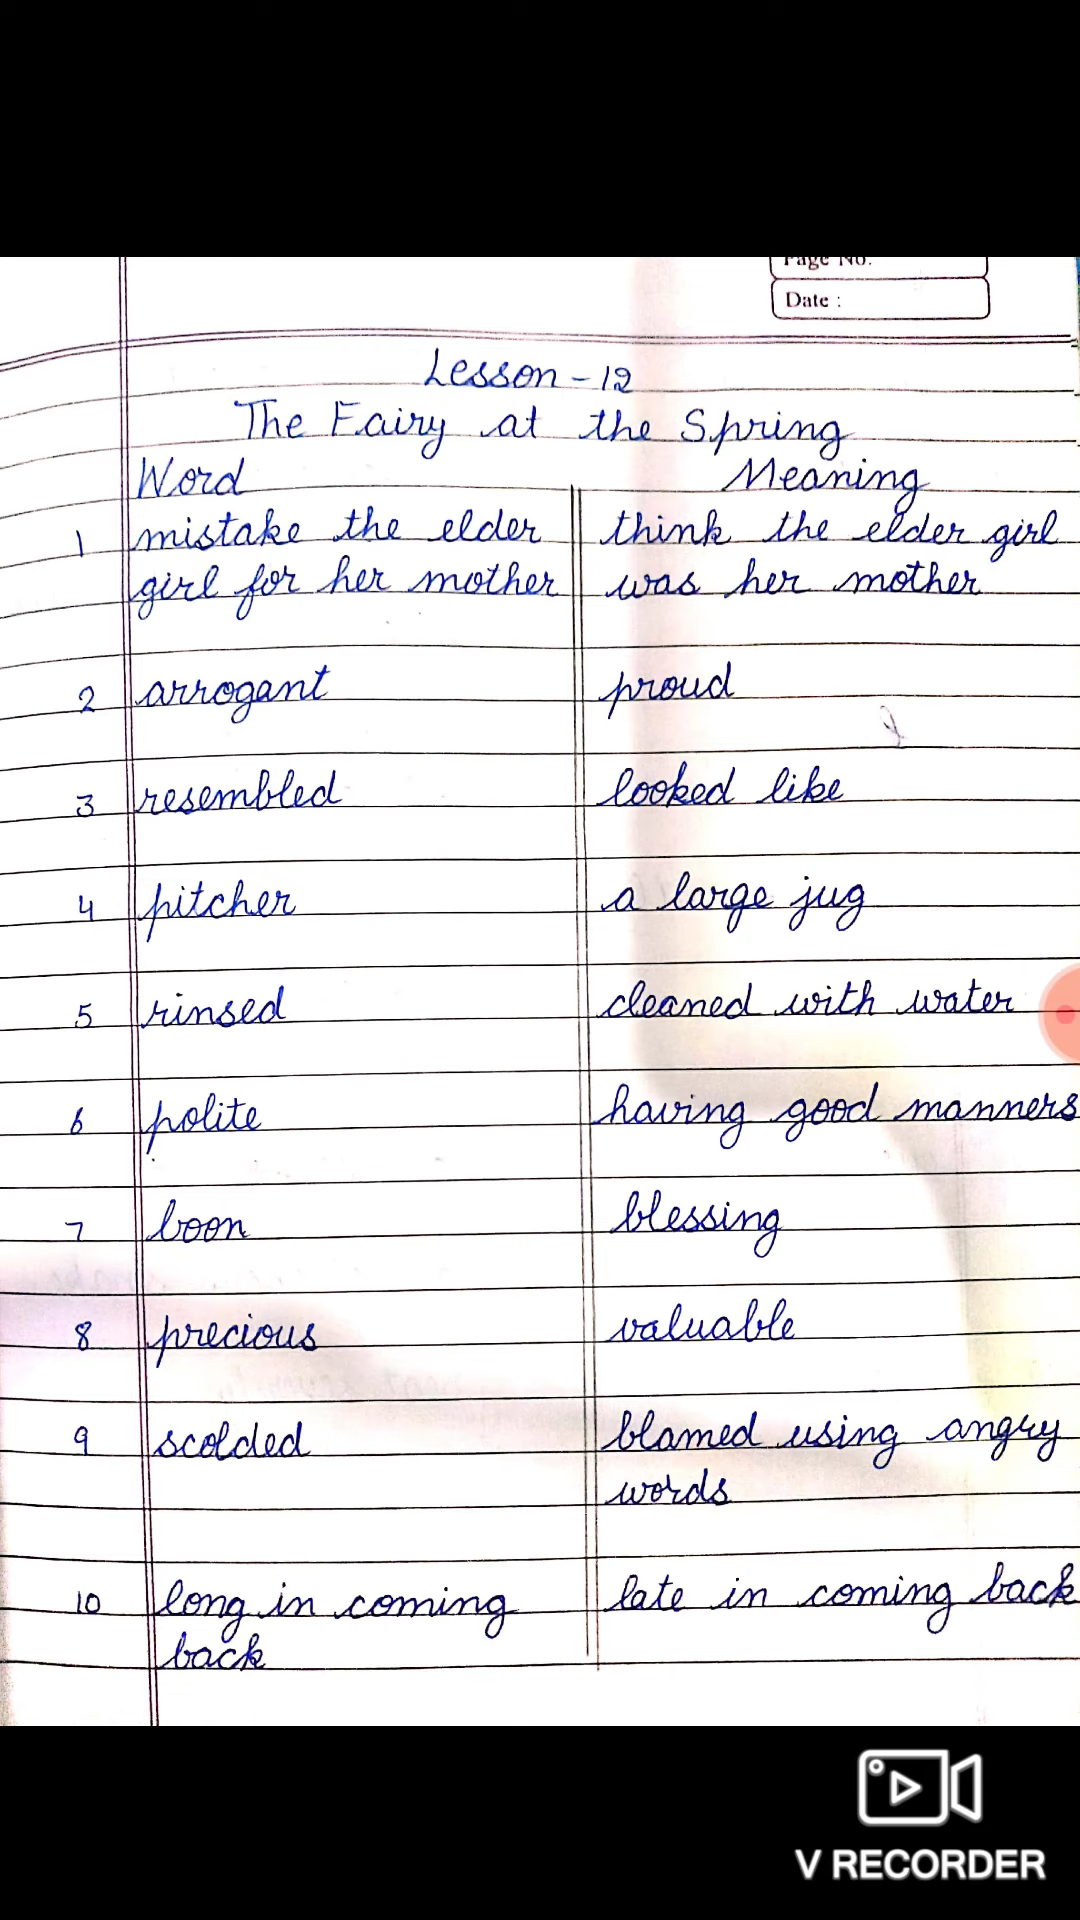 Page No.
Date :
Lesson - 12
The Fairy at the Spring
Word Meaning
1 mistake the elder think the elder girl
girl for her mother was her mother
2 arrogant proud
3 resembled looked like
4 pitcher a large jug
5 rinsed cleaned with water
6 polite having good manners
7 boon blessing
8 precious valuable
9 scolded blamed using angry
words
10 long in coming late in coming back
back
V RECORDER